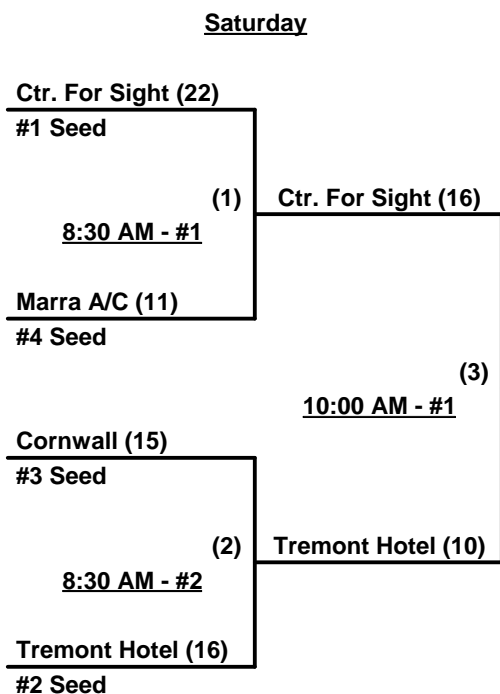 Saturday
Ctr. For Sight (22)
#1 Seed
(1)
8:30 AM - #1
Ctr. For Sight (16)
Marra A/C (11)
#4 Seed
(3)
10:00 AM - #1
Cornwall (15)
#3 Seed
(2)
8:30 AM - #2
Tremont Hotel (10)
Tremont Hotel (16)
#2 Seed